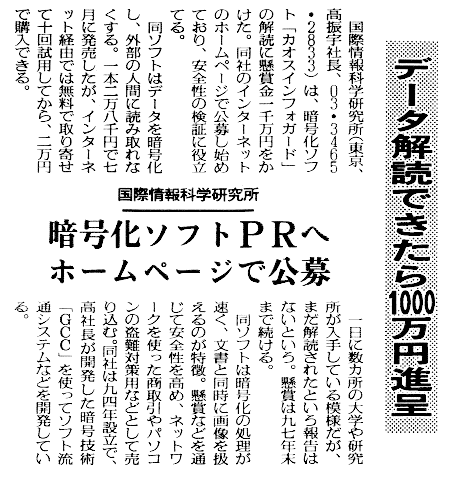 データ解読できたら1000万円進呈
国際情報科学研究所
暗号化ソフトPRへ
ホームページで公募
国際情報科学研究所(東京、
高振宇社長、03・3465
・2833)は、暗号化ソフ
ト「カオスインフォガード」
の解読に懸賞金一千万円をか
けた。同社のインターネット
のホームページで公募し始め
ており、安全性の検証に役立
てる。
同ソフトはデータを暗号化
し、外部の人間に読み取れな
くする。一本二万八千円で七
月に発売したが、インターネ
ット経由では無料で取り寄せ
て十回試用してから、二万円
で購入できる。
一日に数カ所の大学や研究
所が入手している模様だが、
まだ解読されたという報告は
ないという。懸賞は九七年末
まで続ける。
同ソフトは暗号化の処理が
速く、文書と同時に画像を扱
えるのが特徴。懸賞などを通
じて安全性を高め、ネットワ
ークを使った商取引やパソコ
ンの盗難対策用などとして売
り込む。同社は九四年設立で、
高社長が開発した暗号技術
「GCC」を使ってソフト流
通システムなどを開発してい
る。